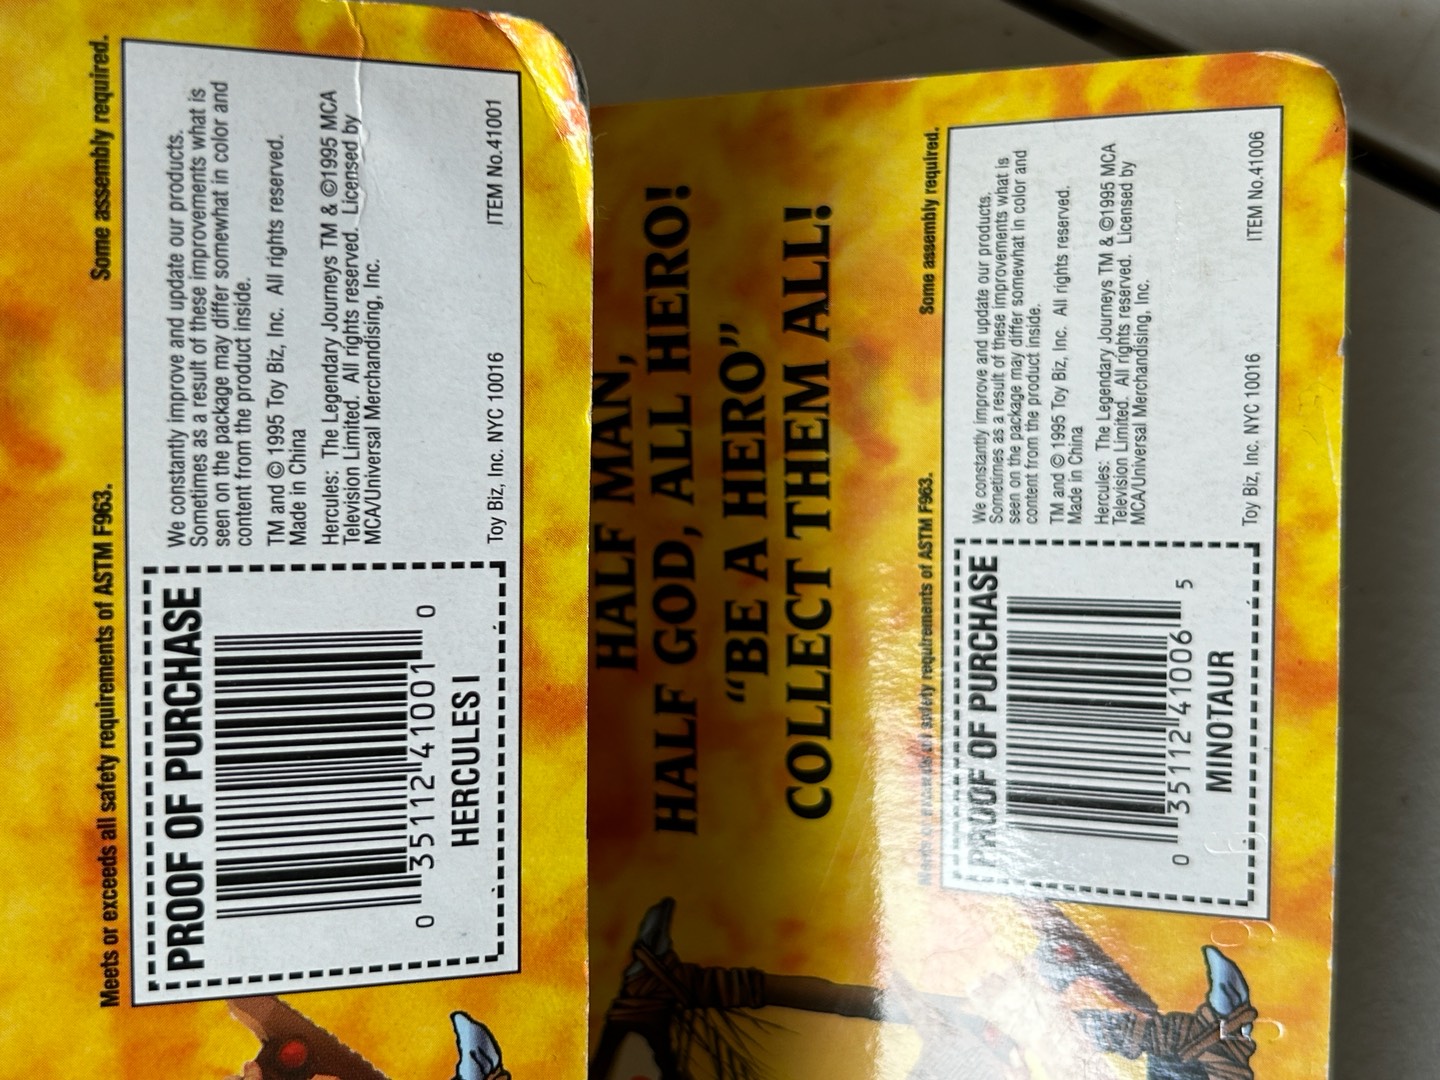 Meets or exceeds all safety requirements of ASTM F963.
Some assembly required.
PROOF OF PURCHASE
0 35112 41001 0
HERCULES I
We constantly improve and update our products.
Sometimes as a result of these improvements what is
seen on the package may differ somewhat in color and
content from the product inside.
TM and © 1995 Toy Biz, Inc. All rights reserved.
Made in China
Hercules: The Legendary Journeys TM & ©1995 MCA
Television Limited. All rights reserved. Licensed by
MCA/Universal Merchandising, Inc.
Toy Biz, Inc. NYC 10016
ITEM No.41001
HALF MAN,
HALF GOD, ALL HERO!
“BE A HERO”
COLLECT THEM ALL!
Meets or exceeds all safety requirements of ASTM F963.
Some assembly required.
PROOF OF PURCHASE
0 35112 41006 5
MINOTAUR
We constantly improve and update our products.
Sometimes as a result of these improvements what is
seen on the package may differ somewhat in color and
content from the product inside.
TM and © 1995 Toy Biz, Inc. All rights reserved.
Made in China
Hercules: The Legendary Journeys TM & ©1995 MCA
Television Limited. All rights reserved. Licensed by
MCA/Universal Merchandising, Inc.
Toy Biz, Inc. NYC 10016
ITEM No.41006